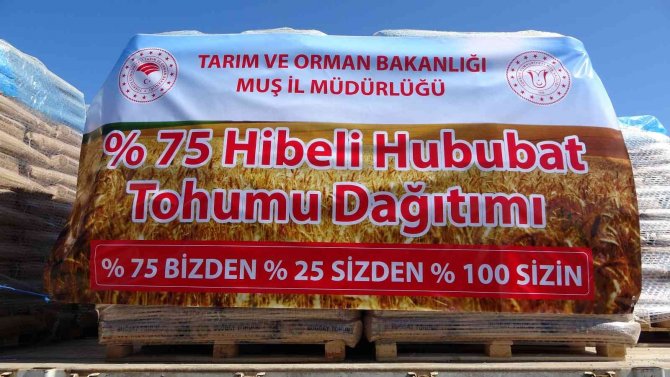 TARIM VE ORMAN BAKANLIĞI
MUŞ İL MÜDÜRLÜĞÜ
% 75 Hibeli Hububat
Tohumu Dağıtımı
% 75 BİZDEN % 25 SİZDEN % 100 SİZİN